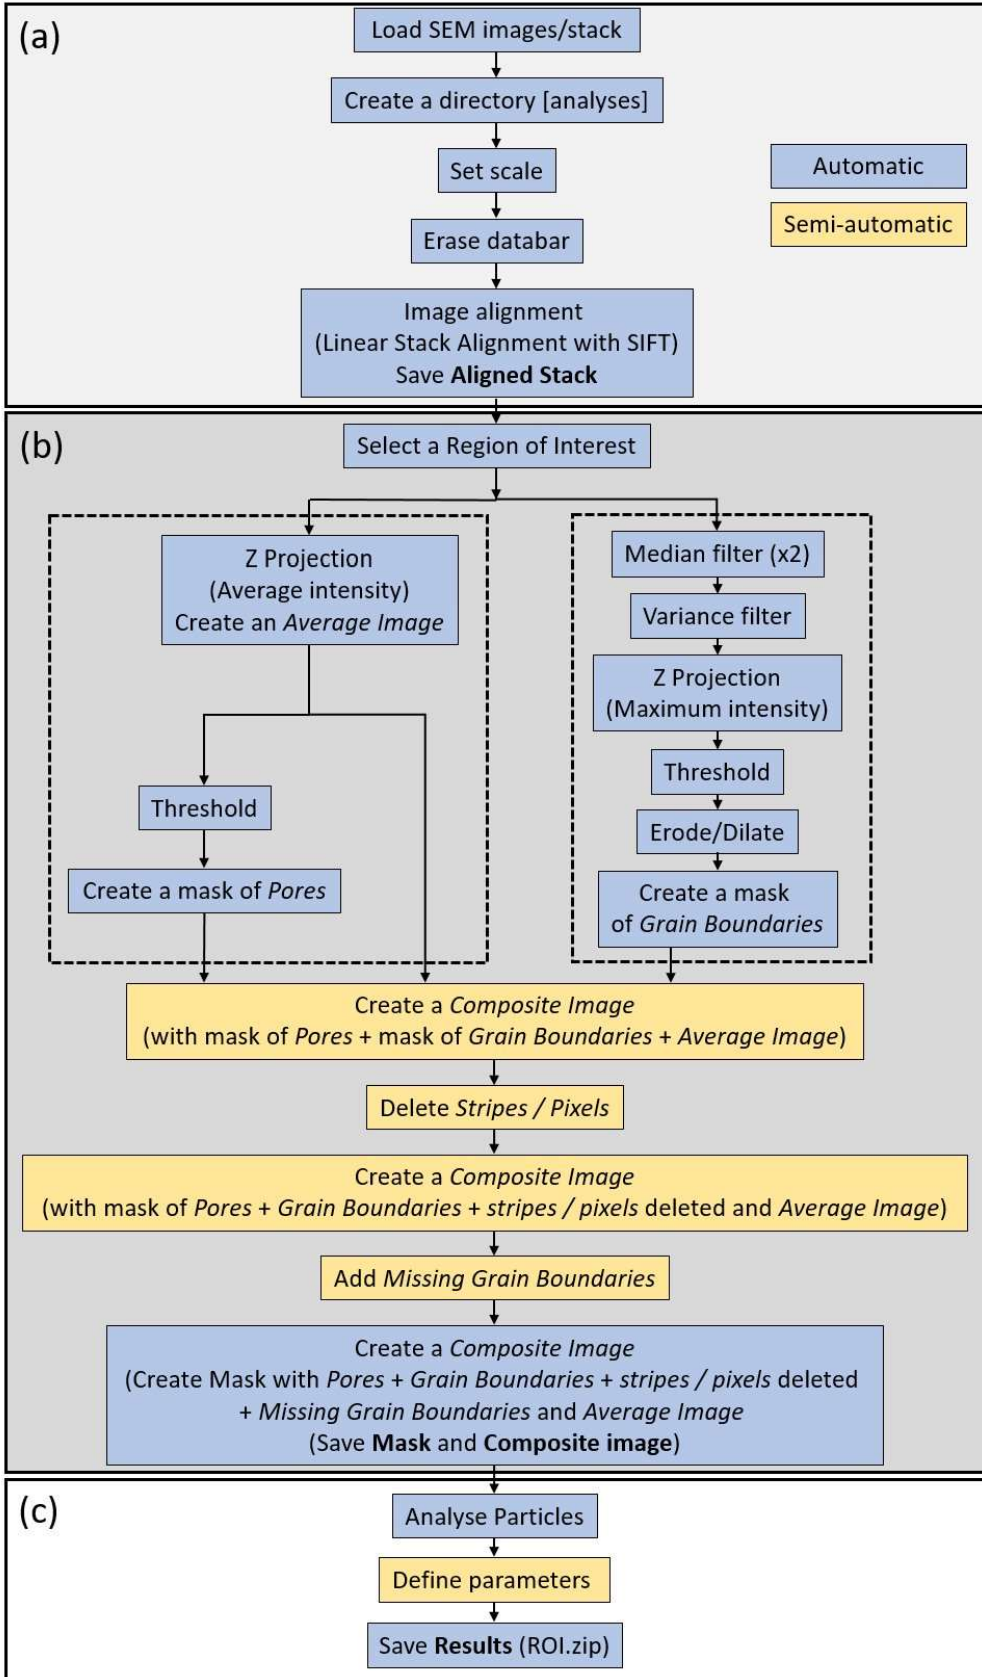 (a)
Load SEM images/stack
Create a directory [analyses]
Set scale
Erase databar
Image alignment
(Linear Stack Alignment with SIFT)
Save Aligned Stack
Automatic
Semi-automatic
(b)
Select a Region of Interest
Z Projection
(Average intensity)
Create an Average Image
Threshold
Create a mask of Pores
Median filter (x2)
Variance filter
Z Projection
(Maximum intensity)
Threshold
Erode/Dilate
Create a mask
of Grain Boundaries
Create a Composite Image
(with mask of Pores + mask of Grain Boundaries + Average Image)
Delete Stripes / Pixels
Create a Composite Image
(with mask of Pores + Grain Boundaries + stripes / pixels deleted and Average Image)
Add Missing Grain Boundaries
Create a Composite Image
(Create Mask with Pores + Grain Boundaries + stripes / pixels deleted
+ Missing Grain Boundaries and Average Image
(Save Mask and Composite image)
(c)
Analyse Particles
Define parameters
Save Results (ROI.zip)